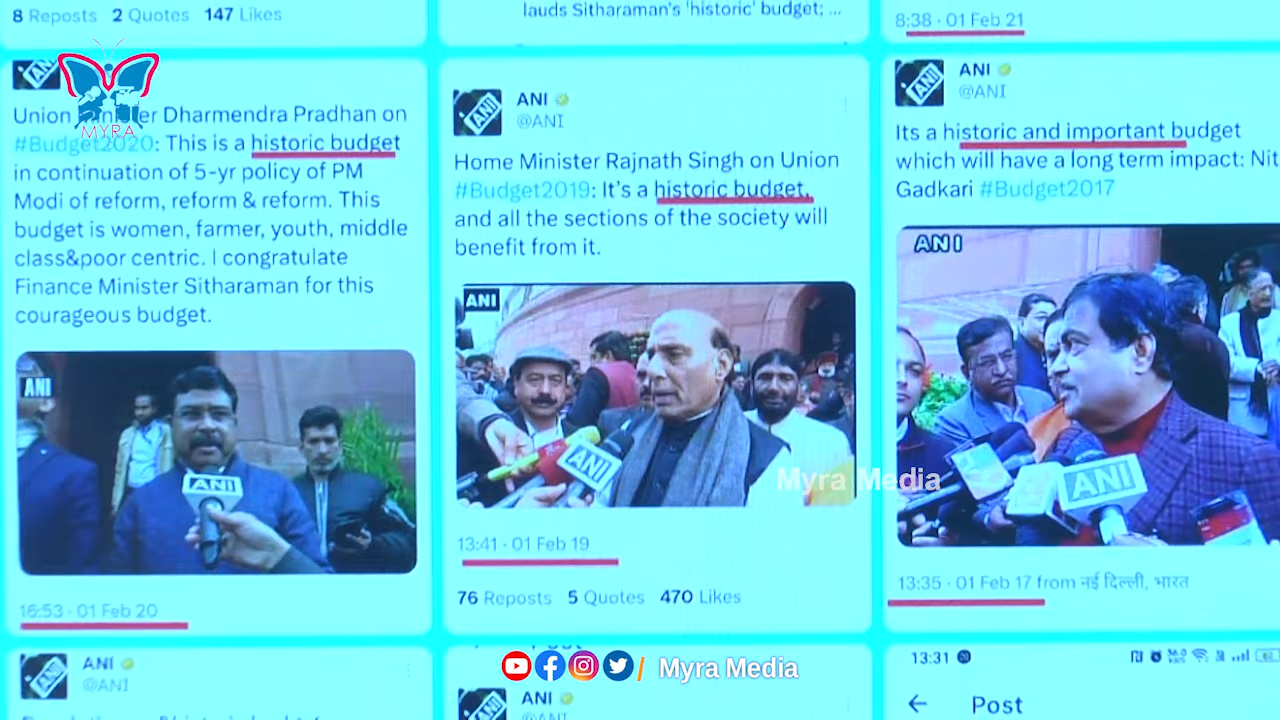 8 Reposts 2 Quotes 147 Likes
lauds Sitharaman's 'historic' budget; ...
8:38 · 01 Feb 21
MYRA
Union er Dharmendra Pradhan on
#Budget2020: This is a historic budget
in continuation of 5-yr policy of PM
Modi of reform, reform & reform. This
budget is women, farmer, youth, middle
class&poor centric. I congratulate
Finance Minister Sitharaman for this
courageous budget.
ANI
ANI
16:53 · 01 Feb 20
ANI
@ANI
ANI
@ANI
Home Minister Rajnath Singh on Union
#Budget2019: It's a historic budget,
and all the sections of the society will
benefit from it.
ANI
ANI
13:41 · 01 Feb 19
76 Reposts 5 Quotes 470 Likes
ANI
@ANI
ANI
@ANI
Its a historic and important budget
which will have a long term impact: Nit
Gadkari #Budget2017
ANI
ANI
13:35 · 01 Feb 17 from नई दिल्ली, भारत
13:31
Post
Myra Media
/ Myra Media